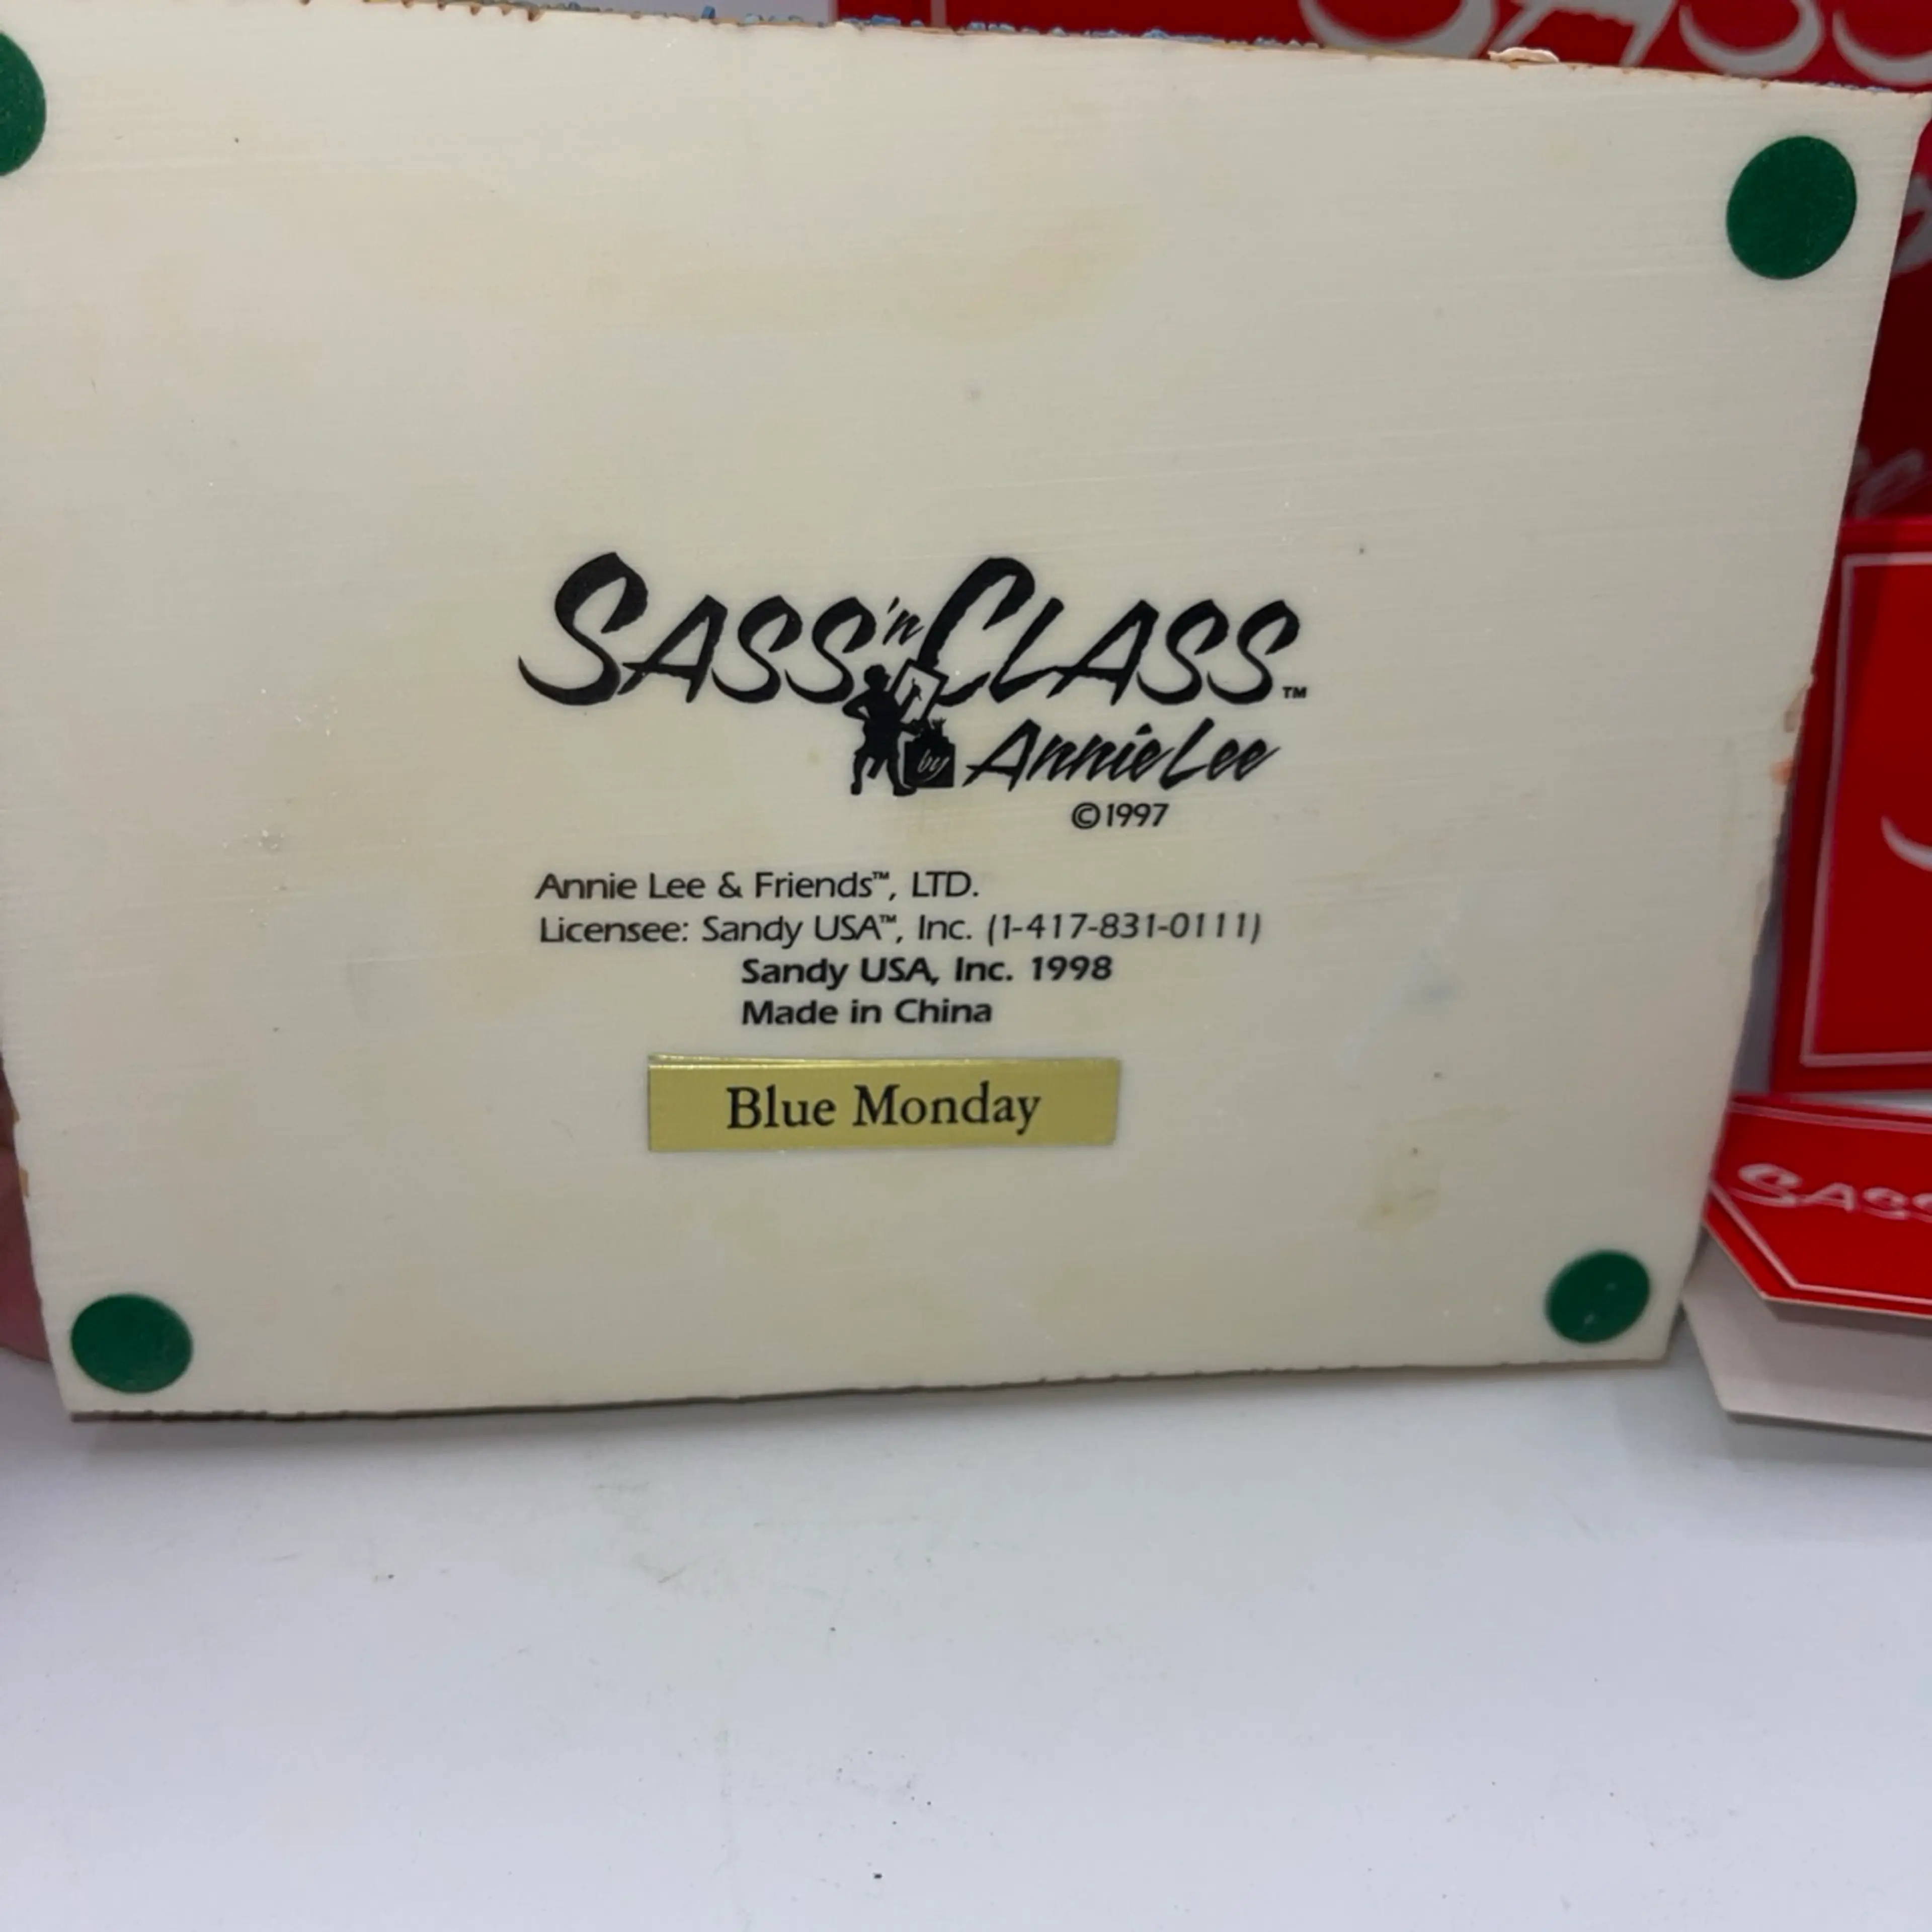 SASS 'n CLASS™
by Annie Lee
©1997
Annie Lee & Friends™, LTD.
Licensee: Sandy USA™, Inc. (1-417-831-0111)
Sandy USA, Inc. 1998
Made in China
Blue Monday
SASS